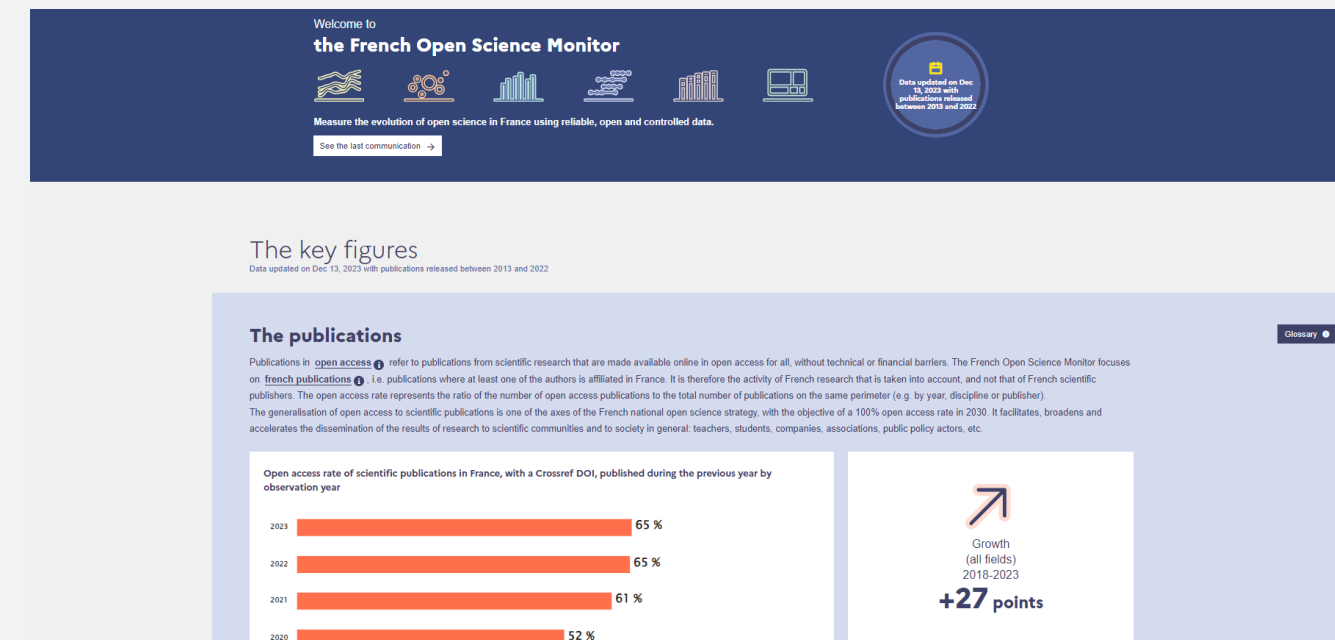 Welcome to
the French Open Science Monitor
Data updated on Dec
13, 2023 with
publications released
between 2013 and 2022
Measure the evolution of open science in France using reliable, open and controlled data.
See the last communication →
The key figures
Data updated on Dec 13, 2023 with publications released between 2013 and 2022
The publications
Glossary
Publications in open access refer to publications from scientific research that are made available online in open access for all, without technical or financial barriers. The French Open Science Monitor focuses
on french publications , i.e. publications where at least one of the authors is affiliated in France. It is therefore the activity of French research that is taken into account, and not that of French scientific
publishers. The open access rate represents the ratio of the number of open access publications to the total number of publications on the same perimeter (e.g. by year, discipline or publisher).
The generalisation of open access to scientific publications is one of the axes of the French national open science strategy, with the objective of a 100% open access rate in 2030. It facilitates, broadens and
accelerates the dissemination of the results of research to scientific communities and to society in general: teachers, students, companies, associations, public policy actors, etc.
Open access rate of scientific publications in France, with a Crossref DOI, published during the previous year by
observation year
2023 65 %
2022 65 %
2021 61 %
2020 52 %
Growth
(all fields)
2018-2023
+27 points